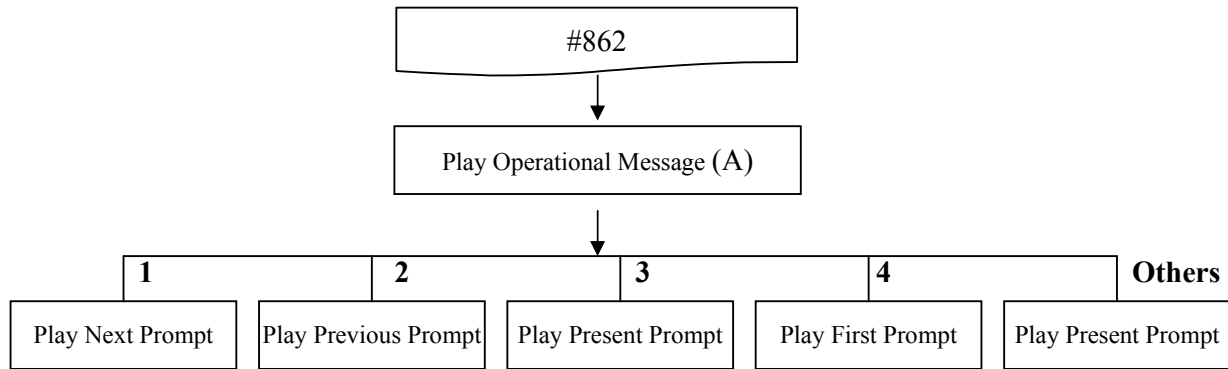 #862
Play Operational Message (A)
1 2 3 4 Others
Play Next Prompt Play Previous Prompt Play Present Prompt Play First Prompt Play Present Prompt